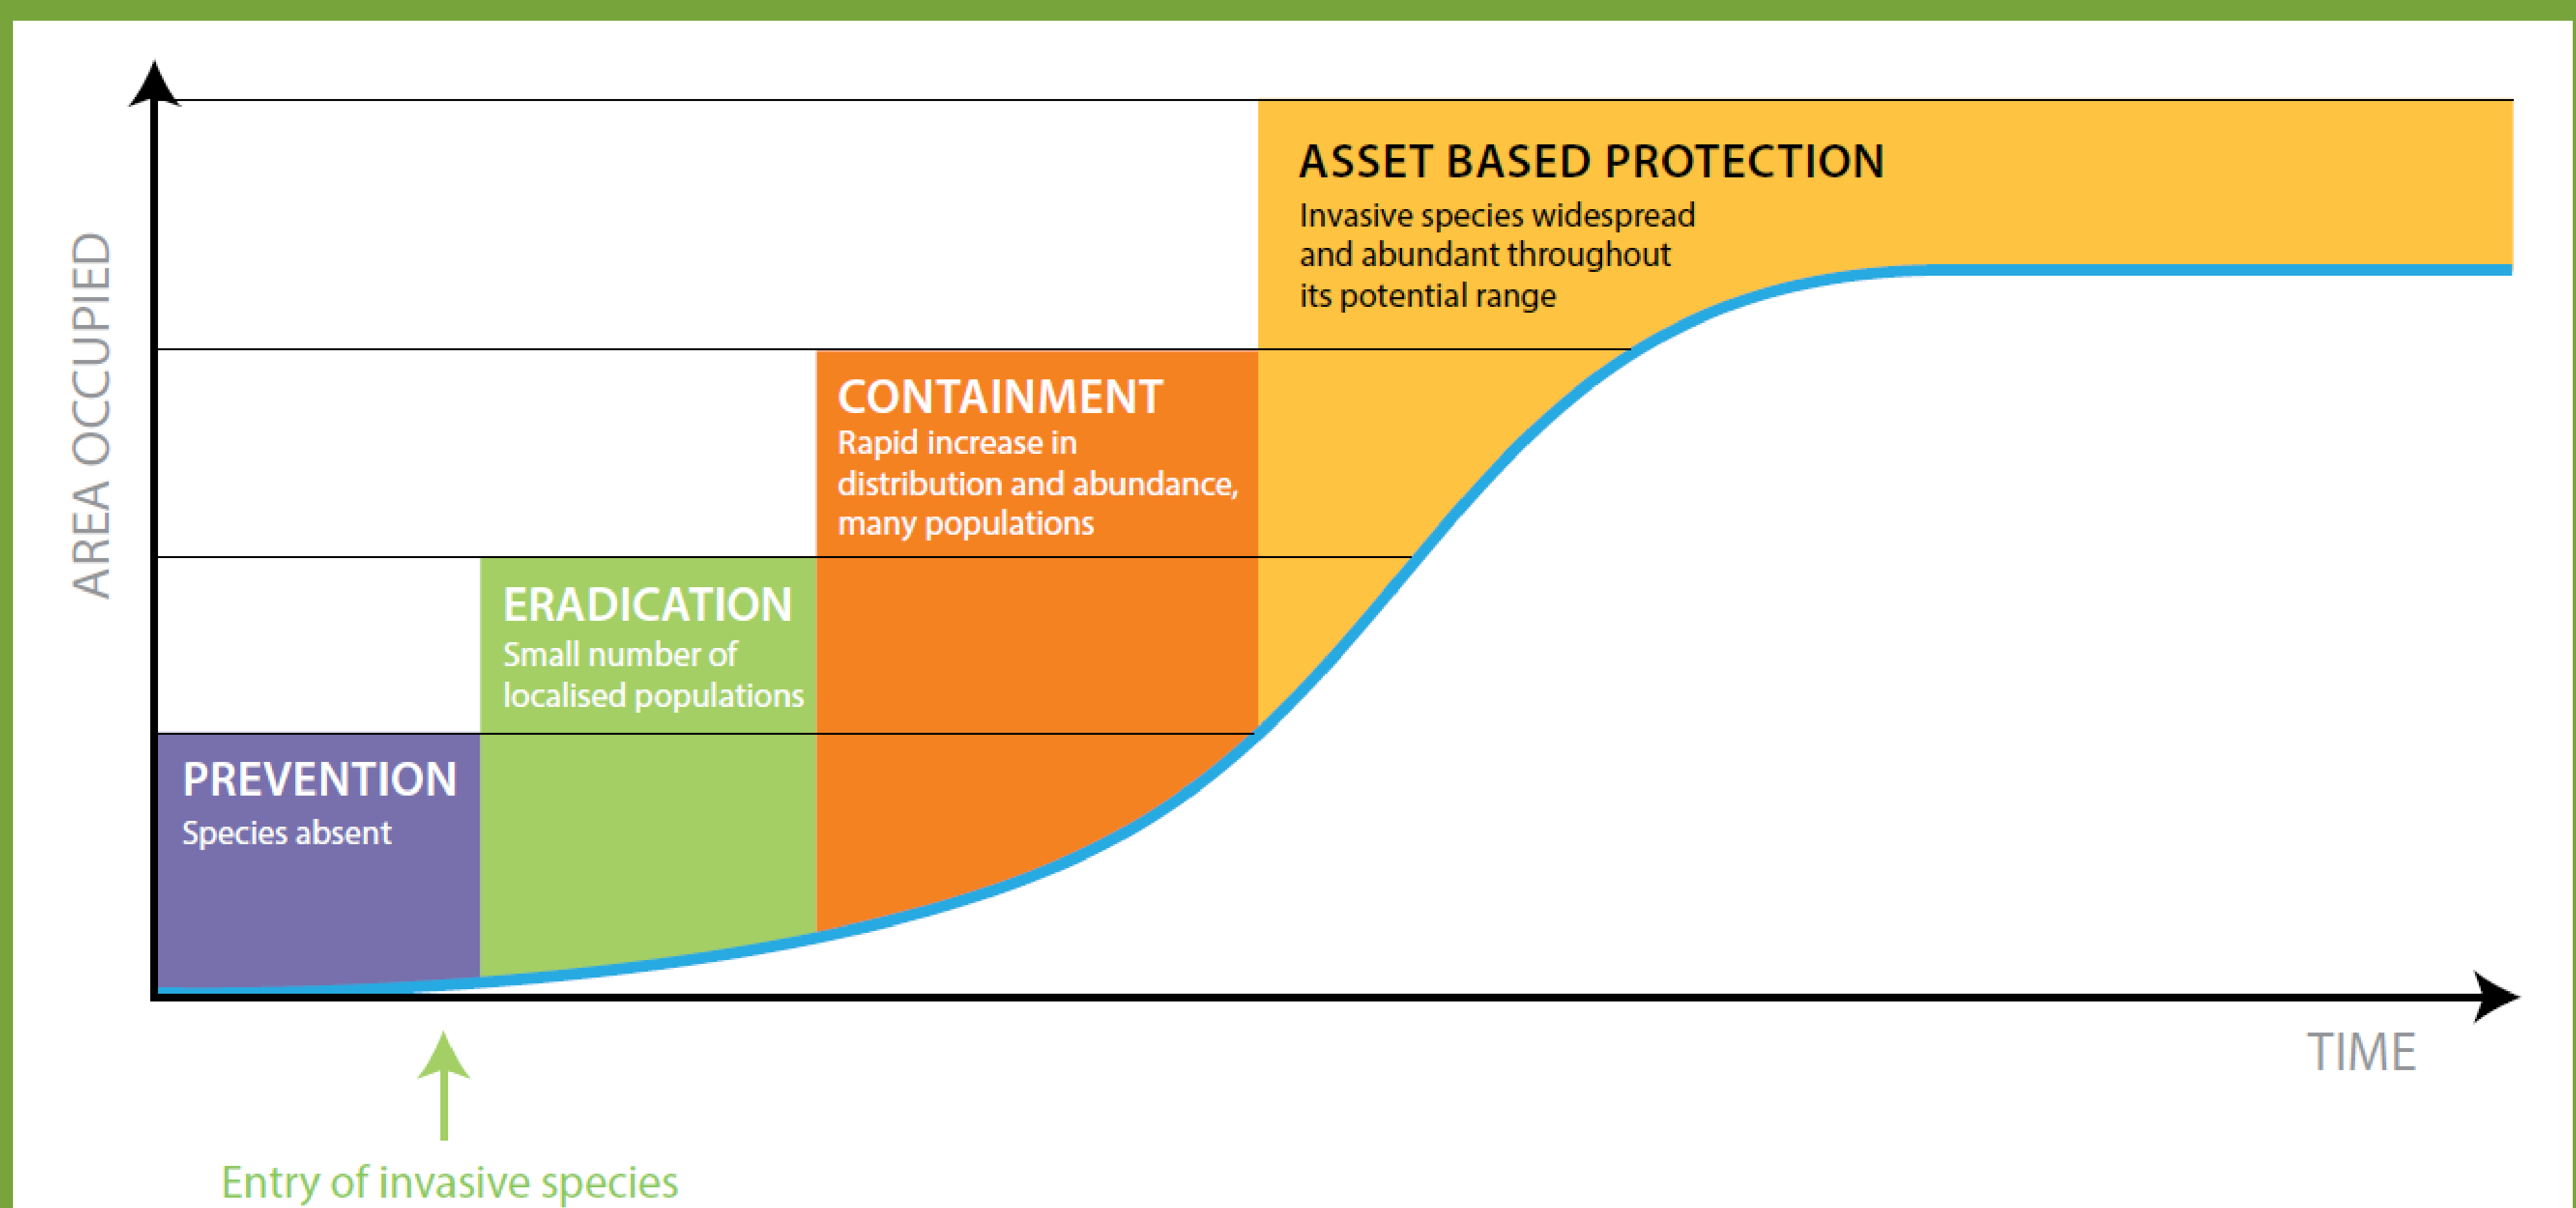 AREA OCCUPIED
ASSET BASED PROTECTION
Invasive species widespread
and abundant throughout
its potential range
CONTAINMENT
Rapid increase in
distribution and abundance,
many populations
ERADICATION
Small number of
localised populations
PREVENTION
Species absent
TIME
Entry of invasive species